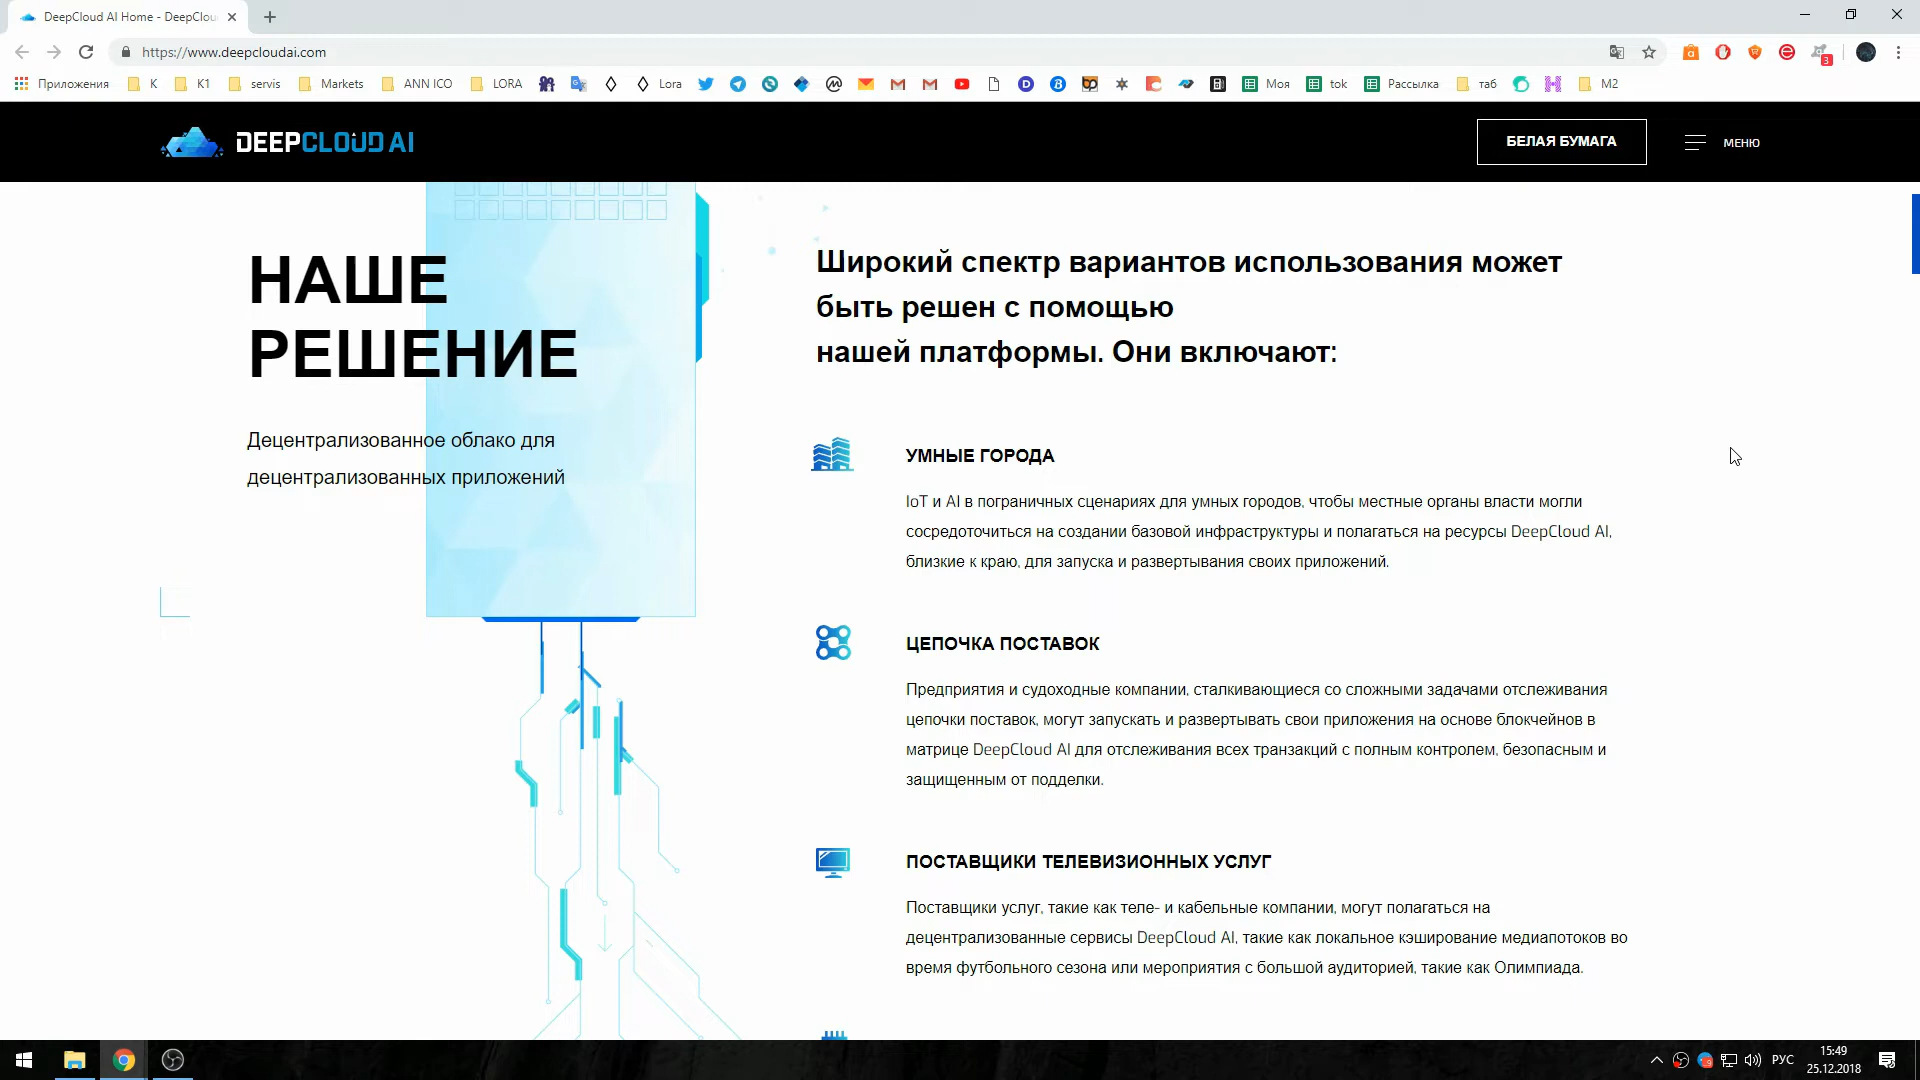 DeepCloud AI Home - DeepClou
https://www.deepcloudai.com
Приложения
K
K1
servis
Markets
ANN ICO
LORA
Lora
Моя
tok
Рассылка
таб
M2
3
DEEPCLOUD AI
БЕЛАЯ БУМАГА
МЕНЮ
НАШЕ
РЕШЕНИЕ
Децентрализованное облако для
децентрализованных приложений
Широкий спектр вариантов использования может
быть решен с помощью
нашей платформы. Они включают:
УМНЫЕ ГОРОДА
IoT и AI в пограничных сценариях для умных городов, чтобы местные органы власти могли
сосредоточиться на создании базовой инфраструктуры и полагаться на ресурсы DeepCloud AI,
близкие к краю, для запуска и развертывания своих приложений.
ЦЕПОЧКА ПОСТАВОК
Предприятия и судоходные компании, сталкивающиеся со сложными задачами отслеживания
цепочки поставок, могут запускать и развертывать свои приложения на основе блокчейнов в
матрице DeepCloud AI для отслеживания всех транзакций с полным контролем, безопасным и
защищенным от подделки.
ПОСТАВЩИКИ ТЕЛЕВИЗИОННЫХ УСЛУГ
Поставщики услуг, такие как теле- и кабельные компании, могут полагаться на
децентрализованные сервисы DeepCloud AI, такие как локальное кэширование медиапотоков во
время футбольного сезона или мероприятия с большой аудиторией, такие как Олимпиада.
РУС
15:49
25.12.2018